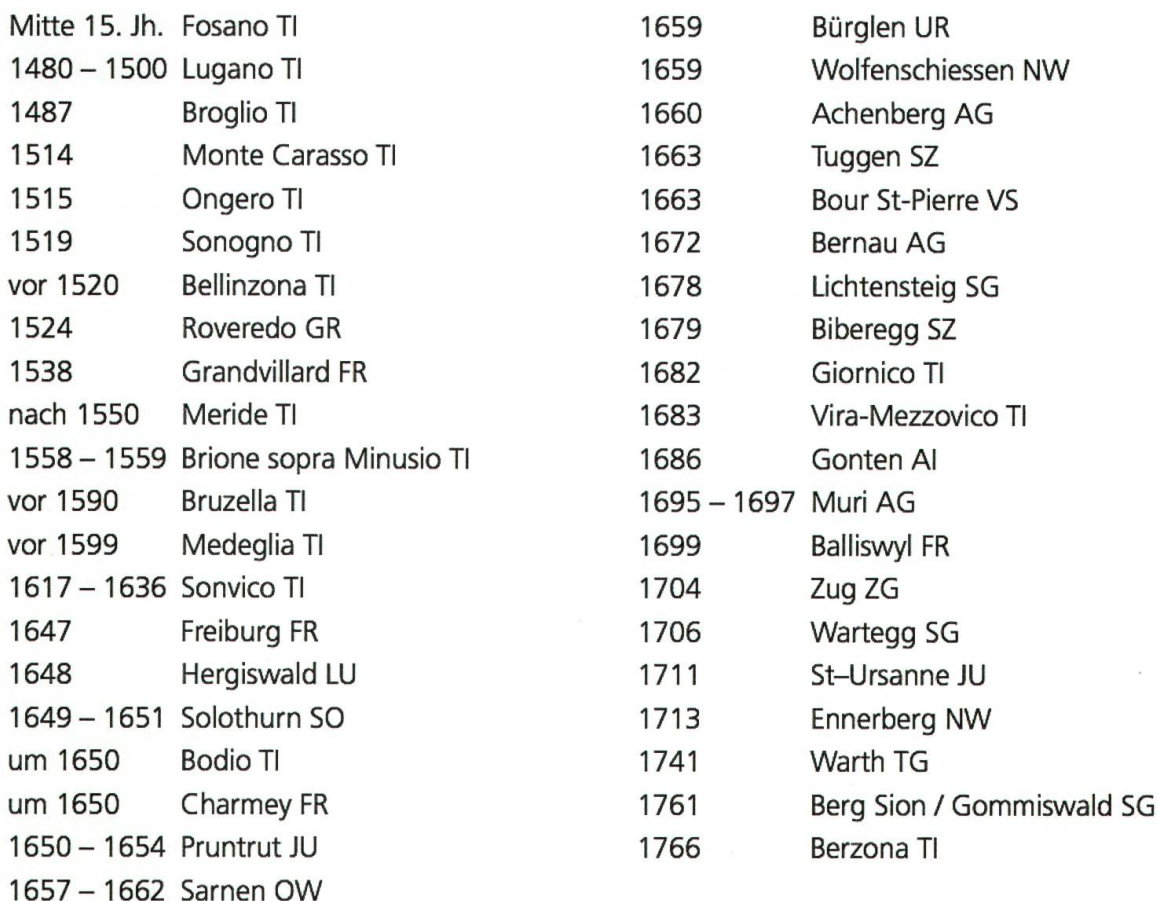 Mitte 15. Jh. Fosano TI
1480 – 1500 Lugano TI
1487 Broglio TI
1514 Monte Carasso TI
1515 Ongero TI
1519 Sonogno TI
vor 1520 Bellinzona TI
1524 Roveredo GR
1538 Grandvillard FR
nach 1550 Meride TI
1558 – 1559 Brione sopra Minusio TI
vor 1590 Bruzella TI
vor 1599 Medeglia TI
1617 – 1636 Sonvico TI
1647 Freiburg FR
1648 Hergiswald LU
1649 – 1651 Solothurn SO
um 1650 Bodio TI
um 1650 Charmey FR
1650 – 1654 Pruntrut JU
1657 – 1662 Sarnen OW
1659 Bürglen UR
1659 Wolfenschiessen NW
1660 Achenberg AG
1663 Tuggen SZ
1663 Bour St-Pierre VS
1672 Bernau AG
1678 Lichtensteig SG
1679 Biberegg SZ
1682 Giornico TI
1683 Vira-Mezzovico TI
1686 Gonten AI
1695 – 1697 Muri AG
1699 Balliswyl FR
1704 Zug ZG
1706 Wartegg SG
1711 St–Ursanne JU
1713 Ennerberg NW
1741 Warth TG
1761 Berg Sion / Gommiswald SG
1766 Berzona TI